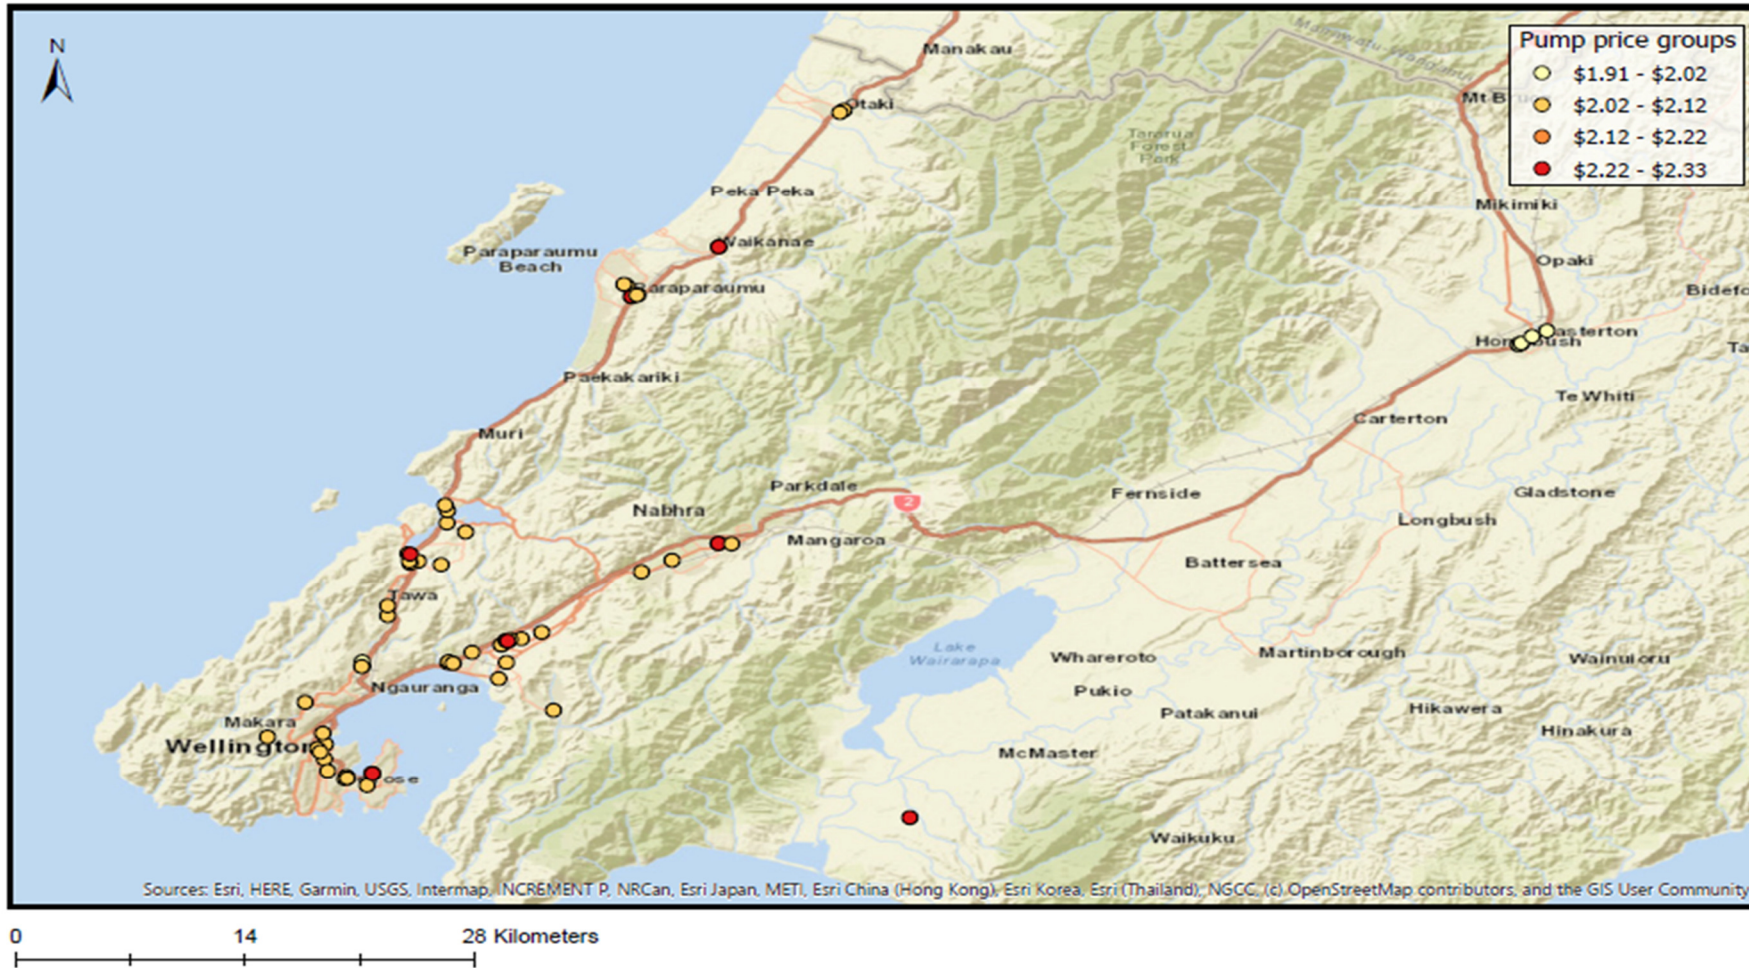 N
Manakau
Otaki
Tararua
Forest
Park
Pump price groups
$1.91 - $2.02
$2.02 - $2.12
$2.12 - $2.22
$2.22 - $2.33
Peka Peka
Mikimiki
Waikanae
Paraparaumu
Beach
Opaki
Paraparaumu
Paekakariki
Te Whiti
Carterton
Muri
Parkdale
2
Fernside
Gladstone
Nabhra
Longbush
Mangaroa
Battersea
Tawa
Lake
Wairarapa
Whareroto
Martinborough
Wainuioru
Ngauranga
Pukio
Makara
Patakanui
Hikawera
Wellington
McMaster
Hinakura
Waikuku
Sources: Esri, HERE, Garmin, USGS, Intermap, INCREMENT P, NRCan, Esri Japan, METI, Esri China (Hong Kong), Esri Korea, Esri (Thailand), NGCC, (c) OpenStreetMap contributors, and the GIS User Community
0 14 28 Kilometers